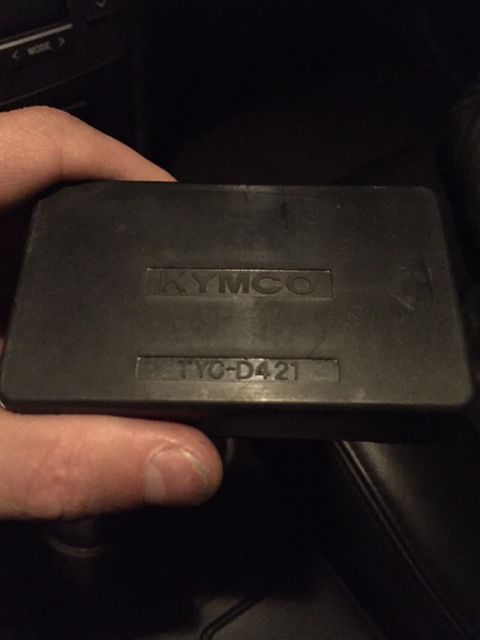 < MODE >
KYMCO
TYC-D421